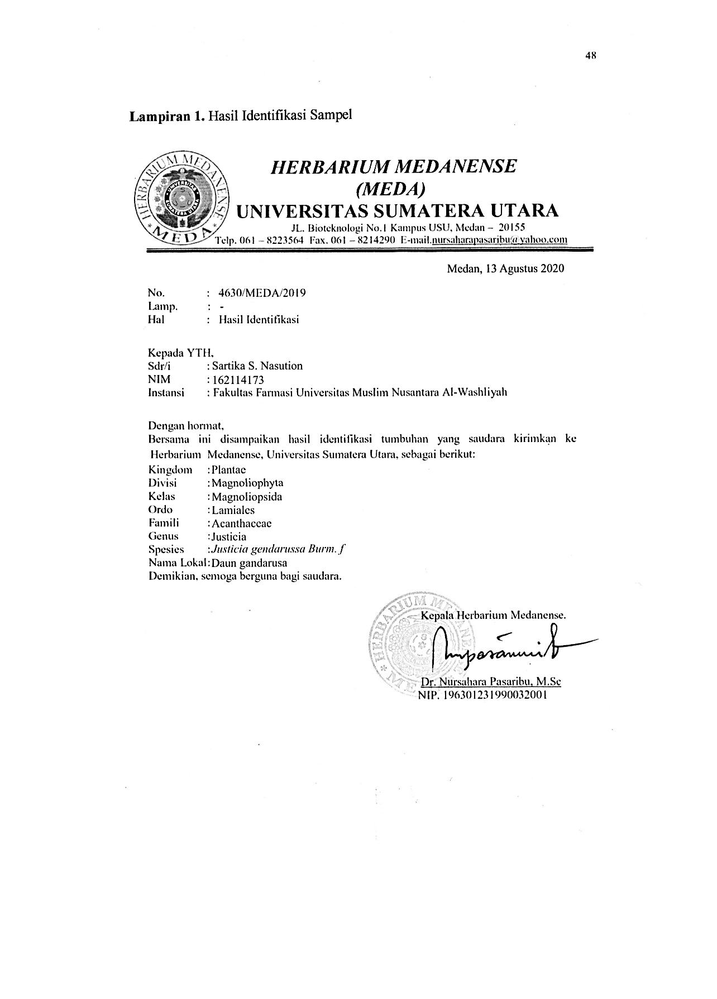 48
Lampiran 1. Hasil Identifikasi Sampel
HERBARIUM MEDANENSE
HERBARIUM MEDANENSE
(MEDA)
UNIVERSITAS SUMATERA UTARA
UNIVERSITAS SUMATERA UTARA
* MEDA *
JL. Bioteknologi No.1 Kampus USU, Medan – 20155
Telp. 061 – 8223564 Fax. 061 – 8214290 E-mail.nursaharapasaribu@yahoo.com
Medan, 13 Agustus 2020
No. : 4630/MEDA/2019
Lamp. : -
Hal : Hasil Identifikasi
Kepada YTH,
Sdr/i : Sartika S. Nasution
NIM : 162114173
Instansi : Fakultas Farmasi Universitas Muslim Nusantara Al-Washliyah
Dengan hormat,
Bersama ini disampaikan hasil identifikasi tumbuhan yang saudara kirimkan ke
Herbarium Medanense, Universitas Sumatera Utara, sebagai berikut:
Kingdom : Plantae
Divisi : Magnoliophyta
Kelas : Magnoliopsida
Ordo : Lamiales
Famili : Acanthaceae
Genus : Justicia
Spesies : Justicia gendarussa Burm. f
Nama Lokal : Daun gandarusa
Demikian, semoga berguna bagi saudara.
HERBARIUM MEDANENSE
Kepala Herbarium Medanense.
Dr. Nursahara Pasaribu, M.Sc
NIP. 196301231990032001